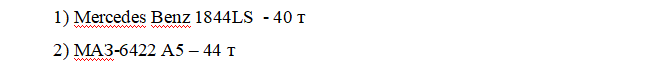 1) Mercedes Benz 1844LS - 40 т
2) МАЗ-6422 А5 – 44 т